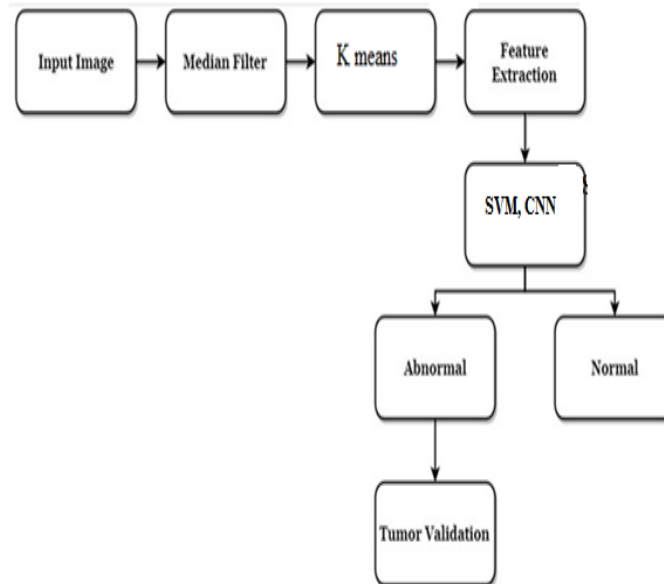 Input Image
Median Filter
K means
Feature
Extraction
SVM, CNN
Abnormal
Normal
Tumor Validation